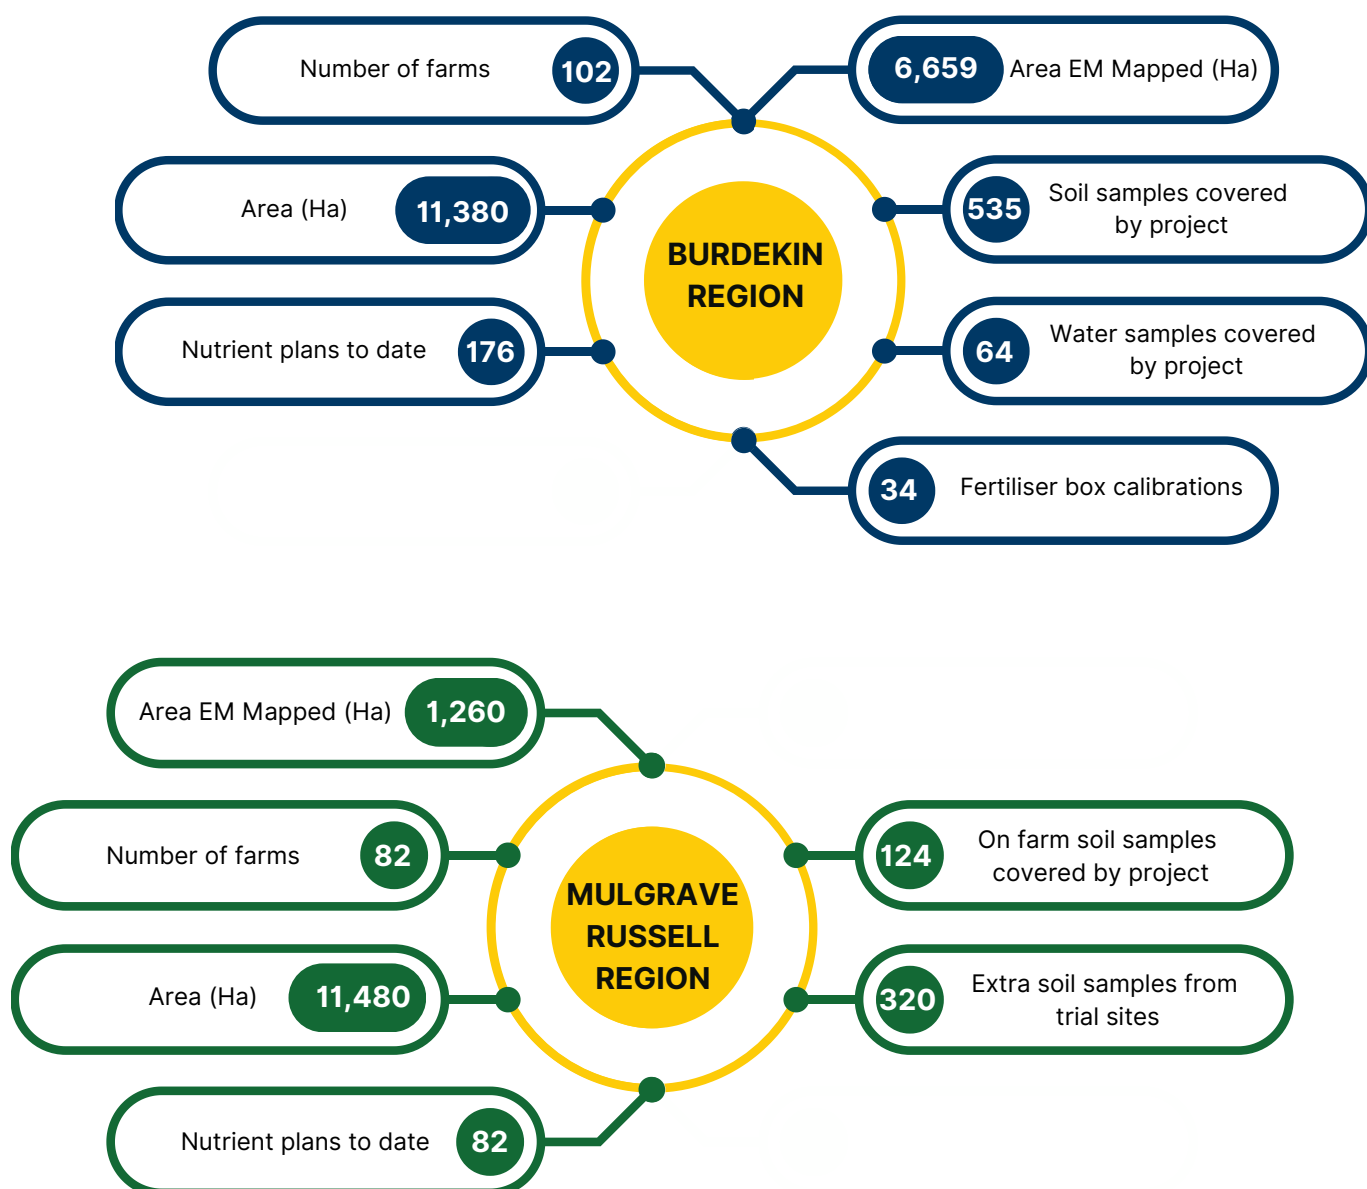 Number of farms
102
6,659
Area EM Mapped (Ha)
Area (Ha)
11,380
535
Soil samples covered
by project
BURDEKIN
REGION
Nutrient plans to date
176
64
Water samples covered
by project
34
Fertiliser box calibrations
Area EM Mapped (Ha)
1,260
Number of farms
82
124
On farm soil samples
covered by project
MULGRAVE
RUSSELL
REGION
Area (Ha)
11,480
320
Extra soil samples from
trial sites
Nutrient plans to date
82